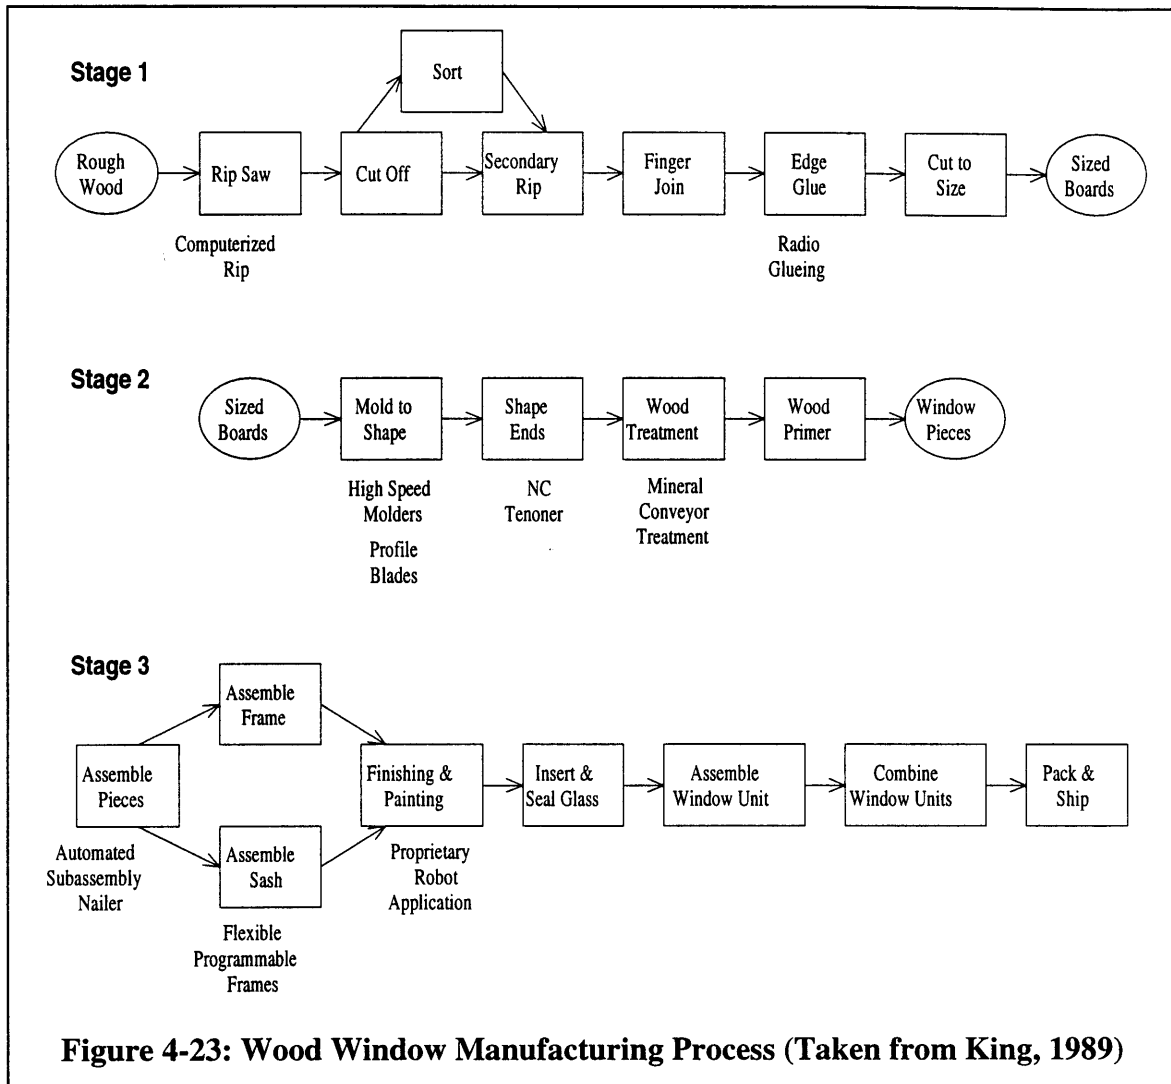 Stage 1
Sort
Rough
Wood
Rip Saw
Cut Off
Secondary
Rip
Finger
Join
Edge
Glue
Cut to
Size
Sized
Boards
Computerized
Rip
Radio
Glueing
Stage 2
Sized
Boards
Mold to
Shape
Shape
Ends
Wood
Treatment
Wood
Primer
Window
Pieces
High Speed
Molders
Profile
Blades
NC
Tenoner
Mineral
Conveyor
Treatment
Stage 3
Assemble
Frame
Assemble
Pieces
Finishing &
Painting
Insert &
Seal Glass
Assemble
Window Unit
Combine
Window Units
Pack &
Ship
Automated
Subassembly
Nailer
Assemble
Sash
Proprietary
Robot
Application
Flexible
Programmable
Frames
Figure 4-23: Wood Window Manufacturing Process (Taken from King, 1989)